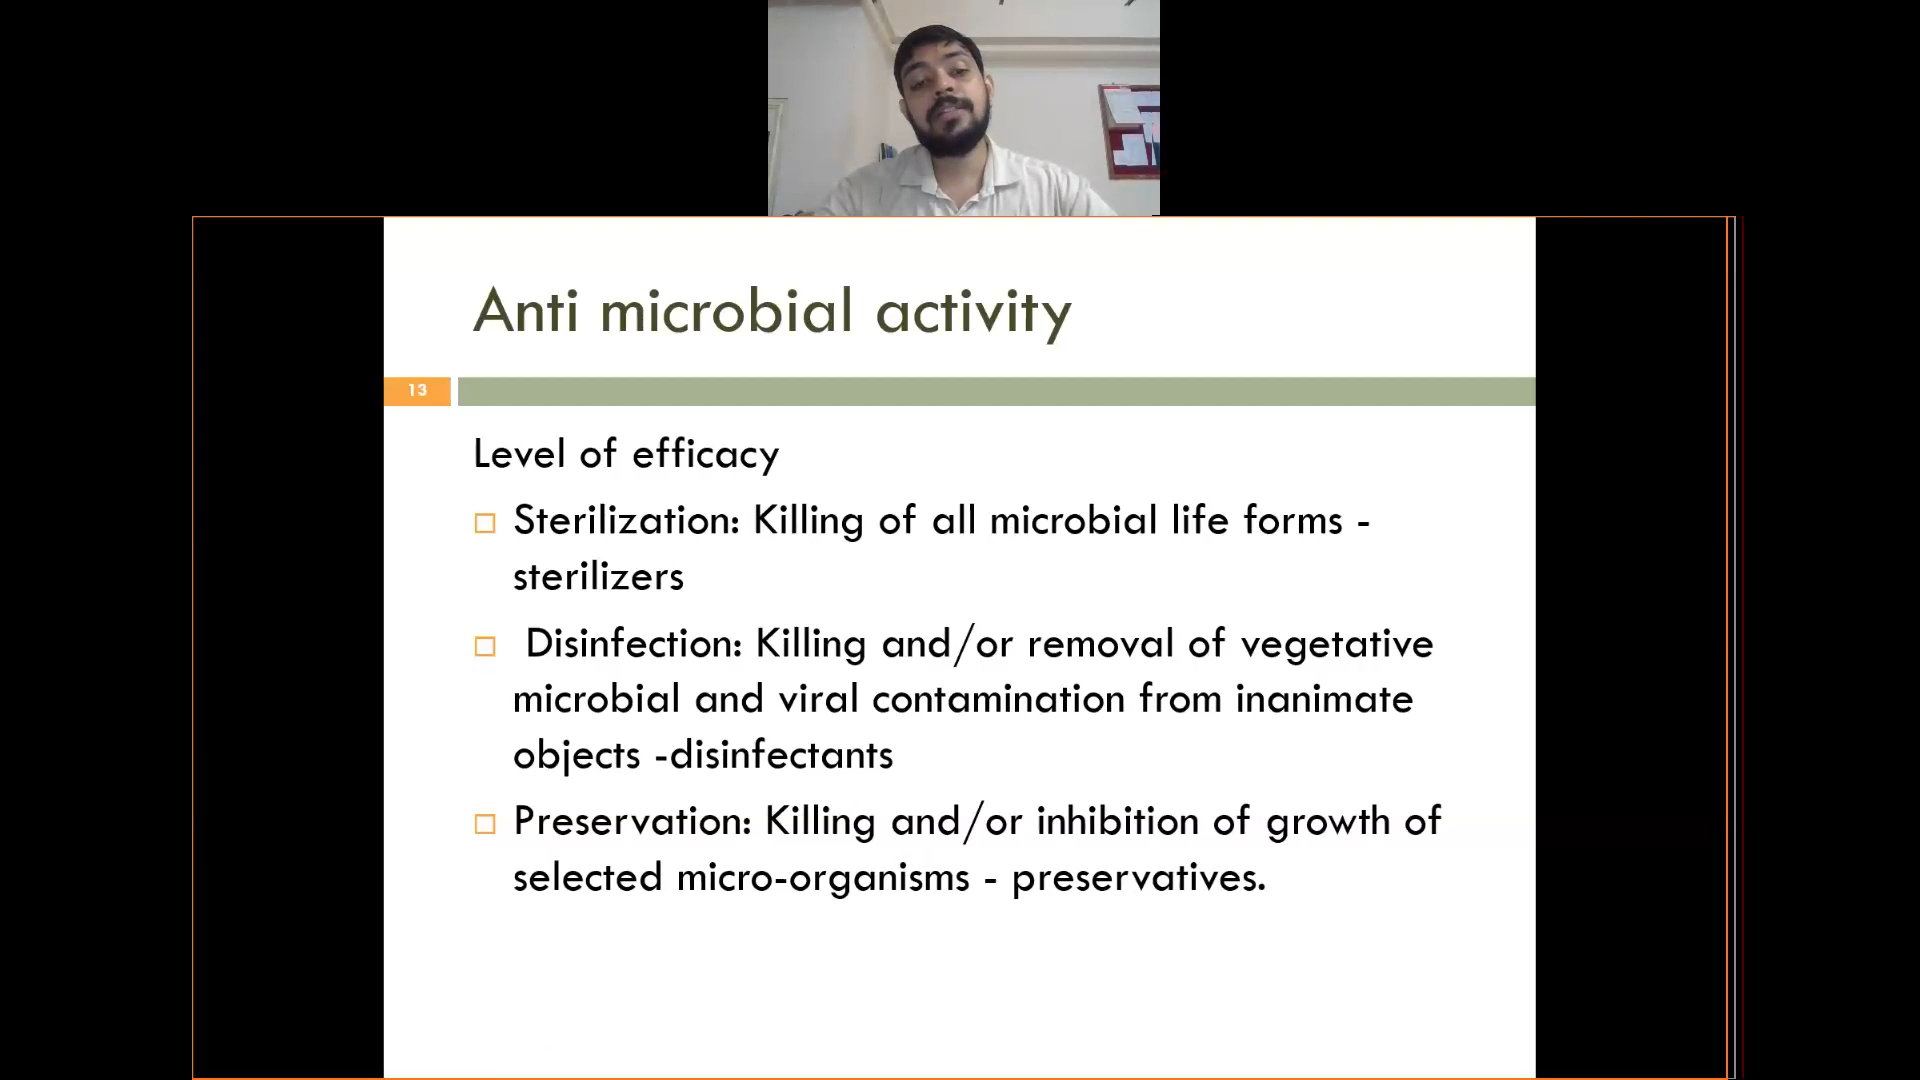 Anti microbial activity
13
Level of efficacy
Sterilization: Killing of all microbial life forms -
sterilizers
Disinfection: Killing and/or removal of vegetative
microbial and viral contamination from inanimate
objects -disinfectants
Preservation: Killing and/or inhibition of growth of
selected micro-organisms - preservatives.